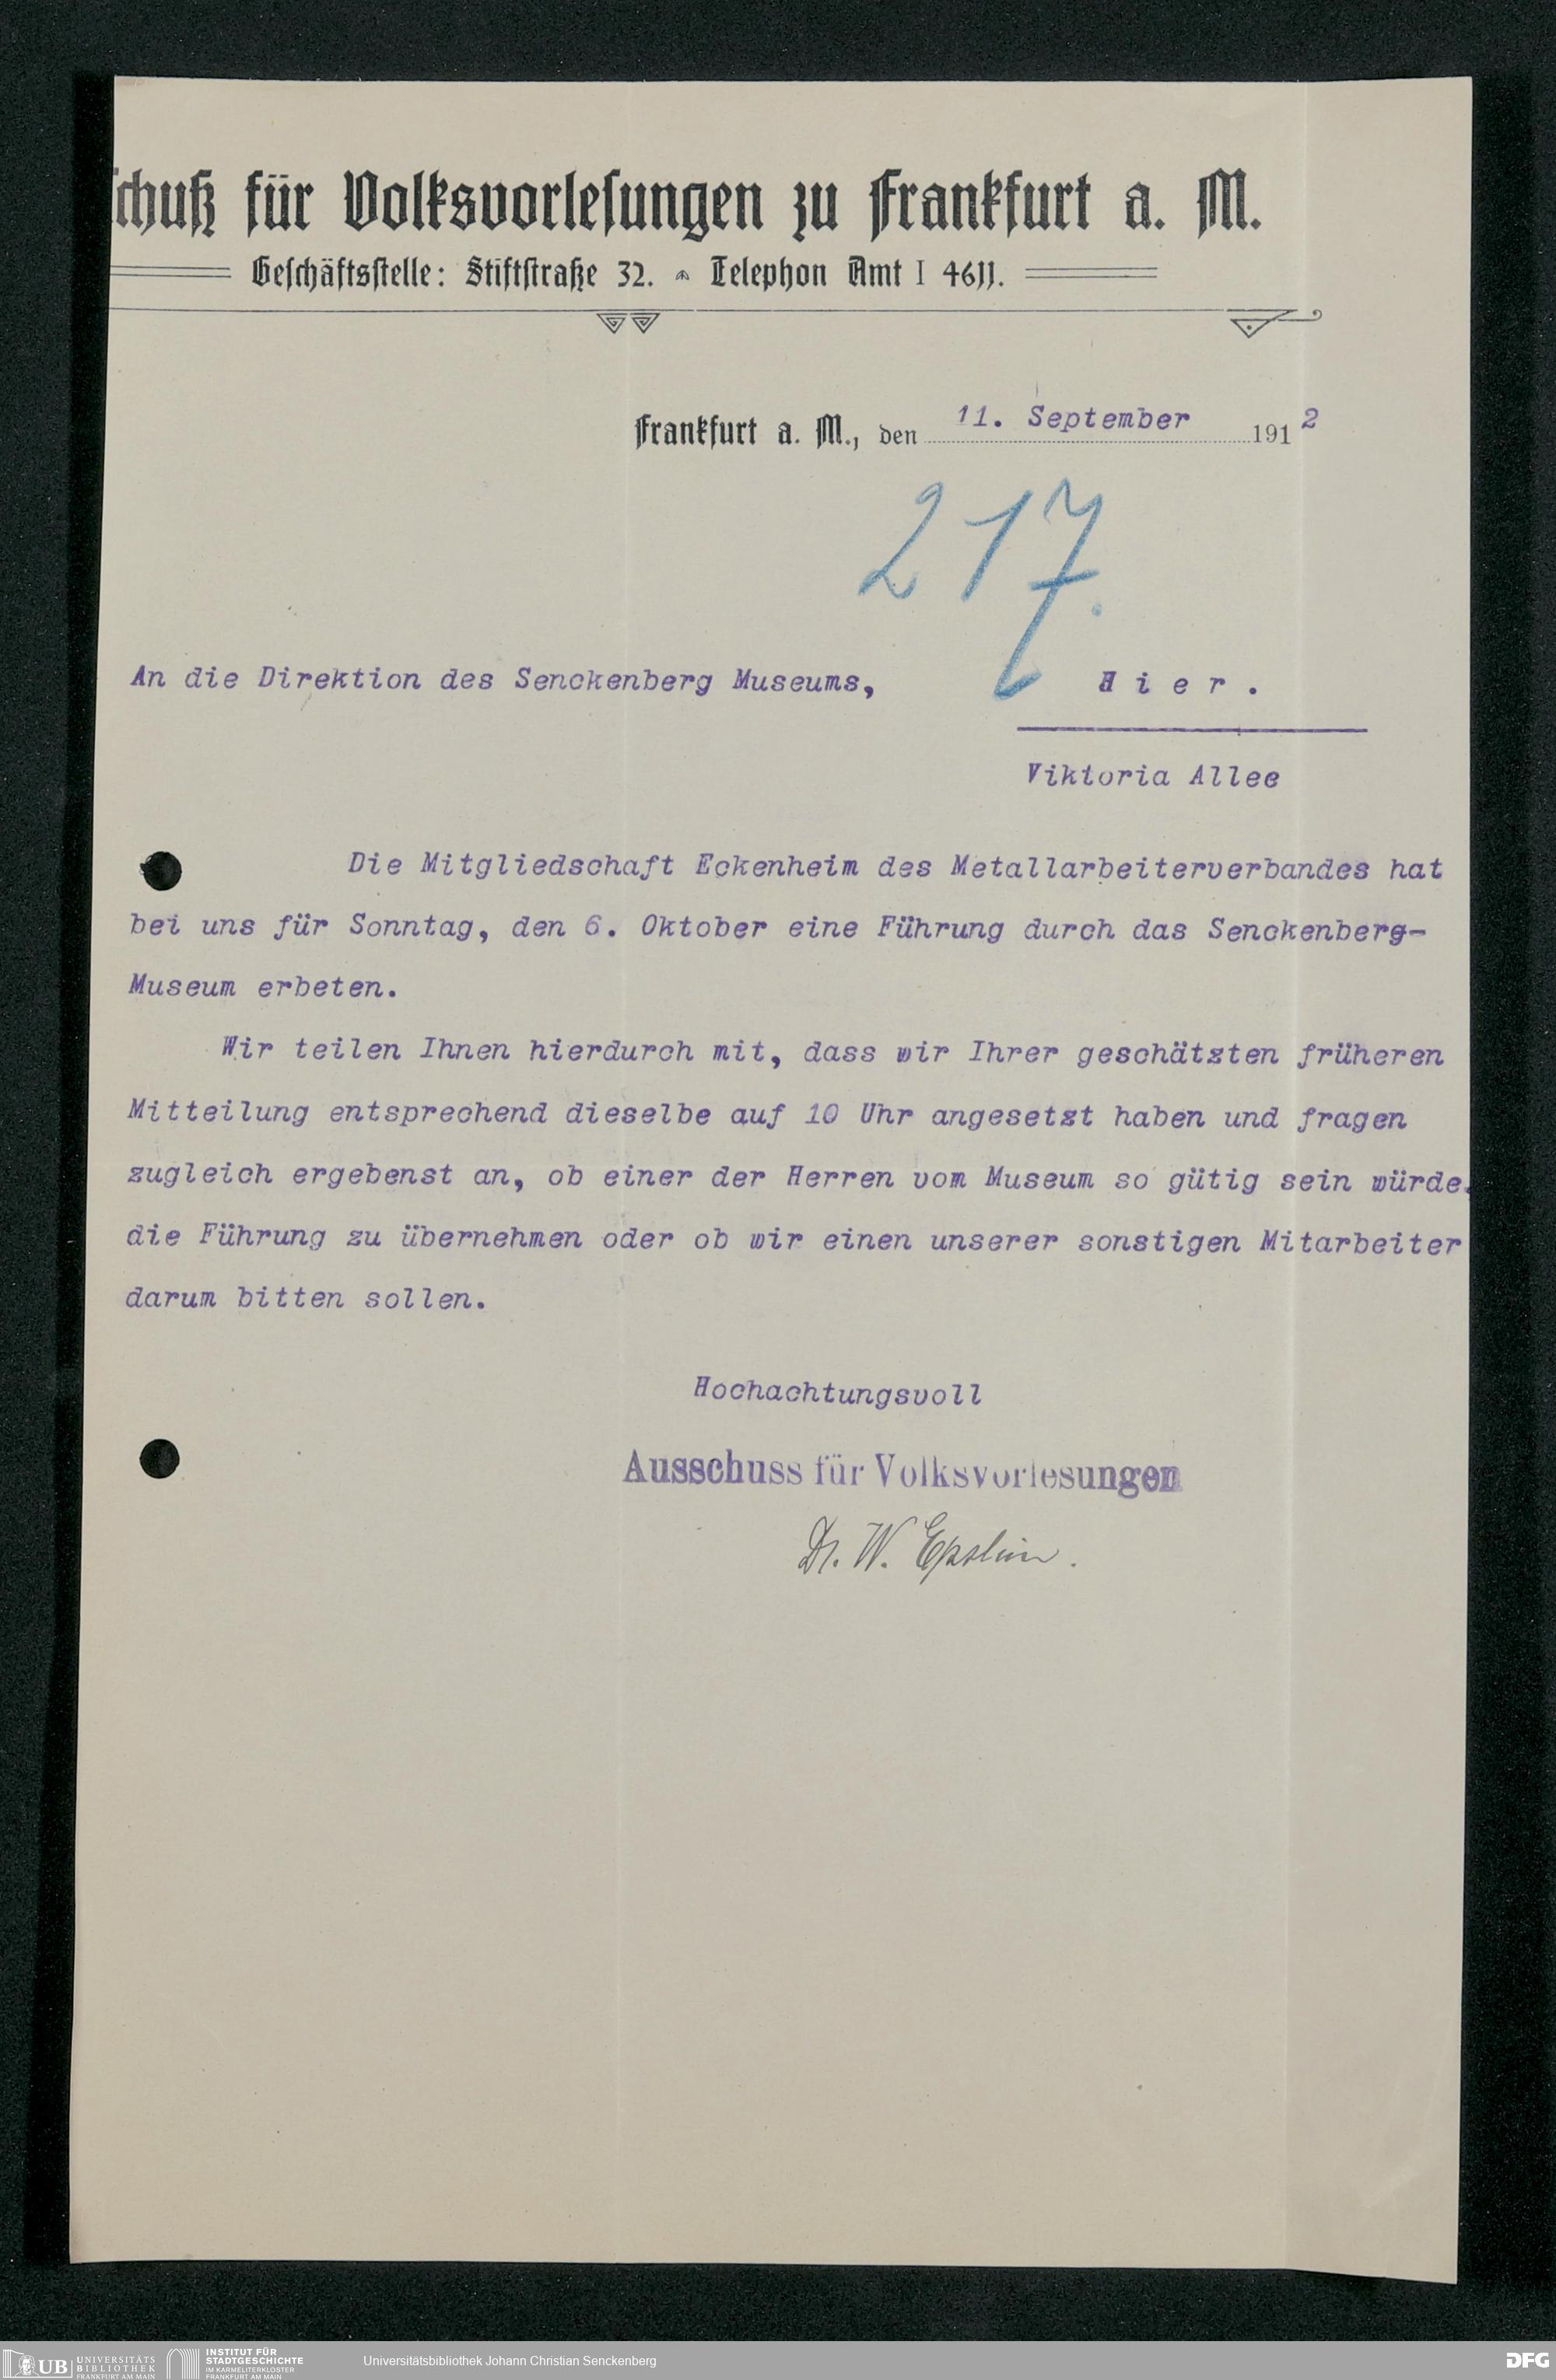 schuß für Volksvorlesungen zu Frankfurt a. M.
Geschäftsstelle: Stiftstraße 32. Telephon Amt I 4611.
Frankfurt a. M., den 11. September 1912
217.
An die Direktion des Senckenberg Museums, Hier.
Viktoria Allee
Die Mitgliedschaft Eckenheim des Metallarbeiterverbandes hat
bei uns für Sonntag, den 6. Oktober eine Führung durch das Senckenberg-
Museum erbeten.
Wir teilen Ihnen hierdurch mit, dass wir Ihrer geschätzten früheren
Mitteilung entsprechend dieselbe auf 10 Uhr angesetzt haben und fragen
zugleich ergebenst an, ob einer der Herren vom Museum so gütig sein würde,
die Führung zu übernehmen oder ob wir einen unserer sonstigen Mitarbeiter
darum bitten sollen.
Hochachtungsvoll
Ausschuss für Volksvorlesungen
Dr. W. Epstein.
UB UNIVERSITÄTS
BIBLIOTHEK
FRANKFURT AM MAIN
INSTITUT FÜR
STADTGESCHICHTE
IM KARMELITERKLOSTER
FRANKFURT AM MAIN
Universitätsbibliothek Johann Christian Senckenberg
DFG